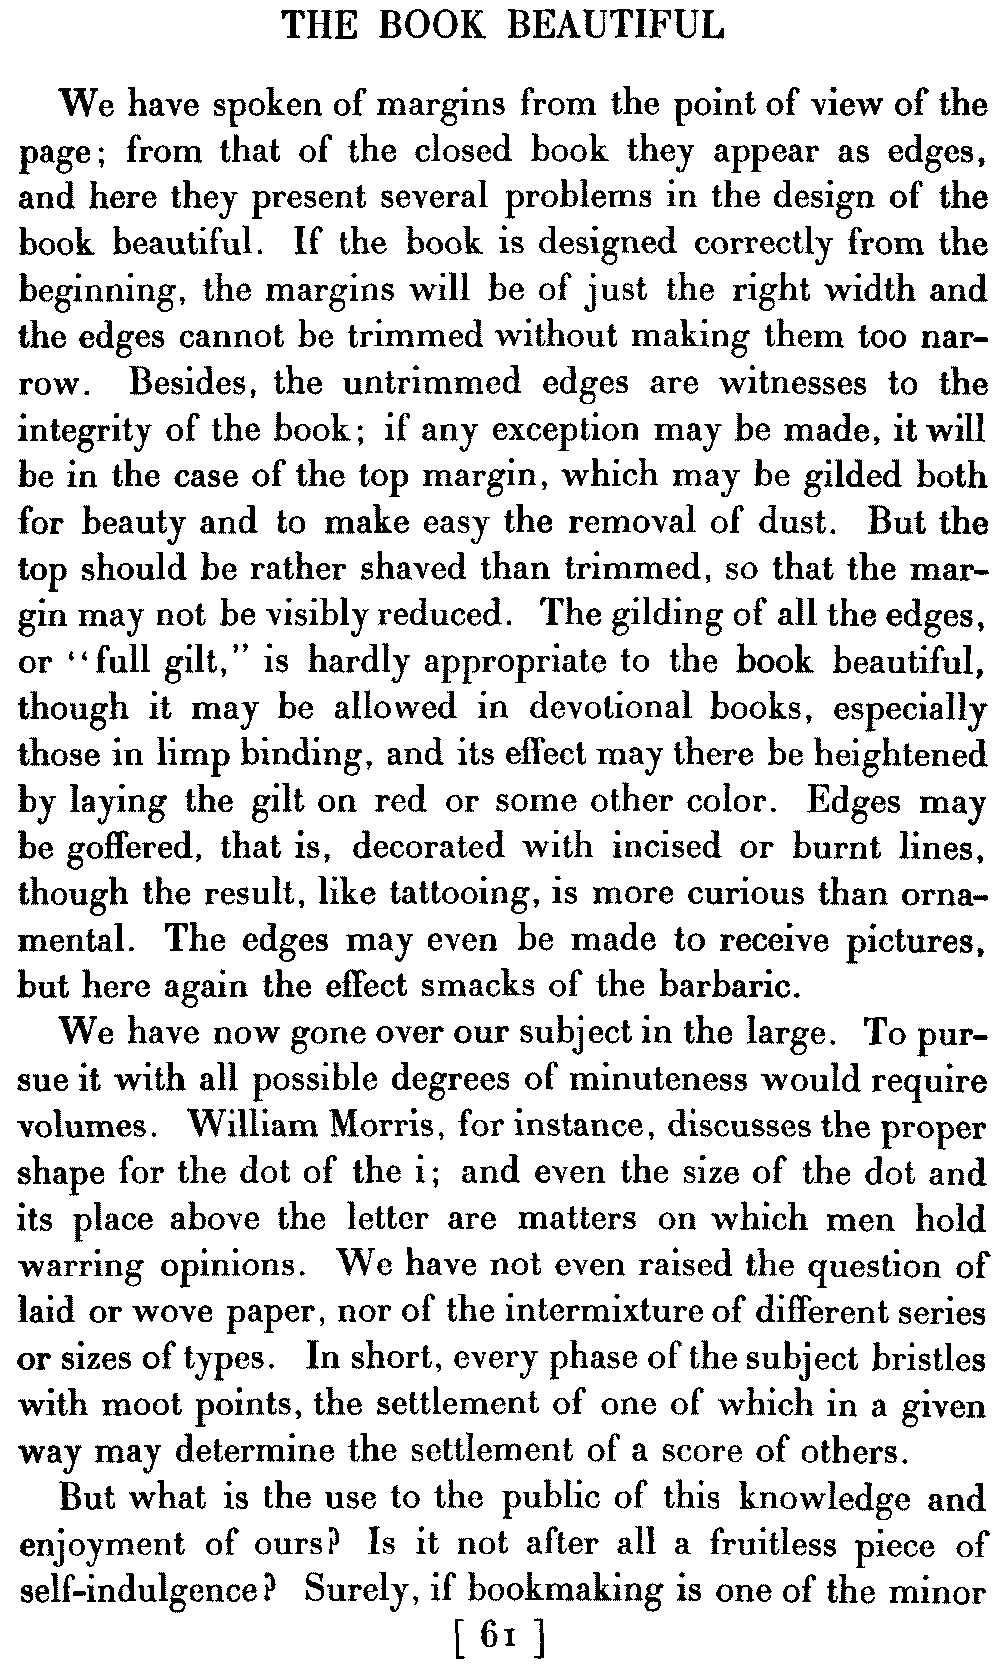 THE BOOK BEAUTIFUL
We have spoken of margins from the point of view of the
page; from that of the closed book they appear as edges,
and here they present several problems in the design of the
book beautiful. If the book is designed correctly from the
beginning, the margins will be of just the right width and
the edges cannot be trimmed without making them too nar-
row. Besides, the untrimmed edges are witnesses to the
integrity of the book; if any exception may be made, it will
be in the case of the top margin, which may be gilded both
for beauty and to make easy the removal of dust. But the
top should be rather shaved than trimmed, so that the mar-
gin may not be visibly reduced. The gilding of all the edges,
or “full gilt,” is hardly appropriate to the book beautiful,
though it may be allowed in devotional books, especially
those in limp binding, and its effect may there be heightened
by laying the gilt on red or some other color. Edges may
be goffered, that is, decorated with incised or burnt lines,
though the result, like tattooing, is more curious than orna-
mental. The edges may even be made to receive pictures,
but here again the effect smacks of the barbaric.
We have now gone over our subject in the large. To pur-
sue it with all possible degrees of minuteness would require
volumes. William Morris, for instance, discusses the proper
shape for the dot of the i; and even the size of the dot and
its place above the letter are matters on which men hold
warring opinions. We have not even raised the question of
laid or wove paper, nor of the intermixture of different series
or sizes of types. In short, every phase of the subject bristles
with moot points, the settlement of one of which in a given
way may determine the settlement of a score of others.
But what is the use to the public of this knowledge and
enjoyment of ours? Is it not after all a fruitless piece of
self-indulgence? Surely, if bookmaking is one of the minor
[ 61 ]